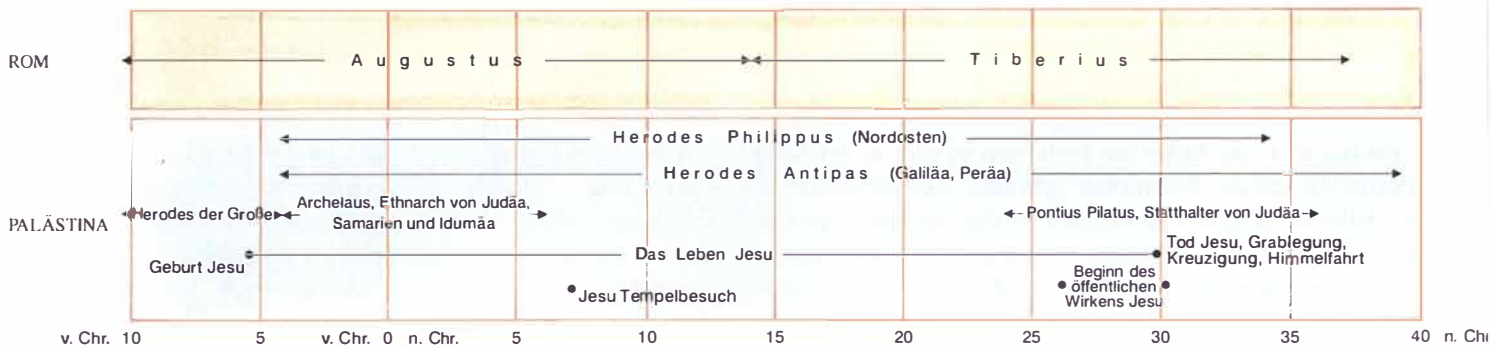 ROM
Augustus
Tiberius
Herodes Philippus (Nordosten)
Herodes Antipas (Galiläa, Peräa)
PALÄSTINA
Herodes der Große
Archelaus, Ethnarch von Judäa,
Samarien und Idumäa
Pontius Pilatus, Statthalter von Judäa
Geburt Jesu
Das Leben Jesu
Tod Jesu, Grablegung,
Kreuzigung, Himmelfahrt
Jesu Tempelbesuch
Beginn des
öffentlichen
Wirkens Jesu
v. Chr. 10 5 v. Chr. 0 n. Chr. 5 10 15 20 25 30 35 40 n. Ch